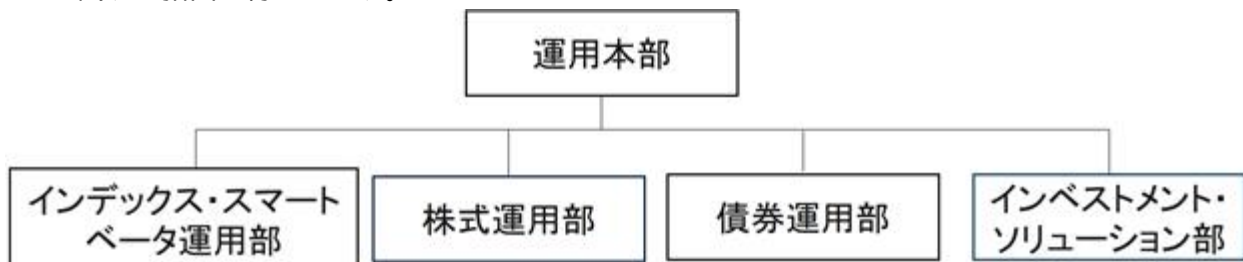 運用本部
インデックス・スマート
ベータ運用部
株式運用部
債券運用部
インベストメント・
ソリューション部